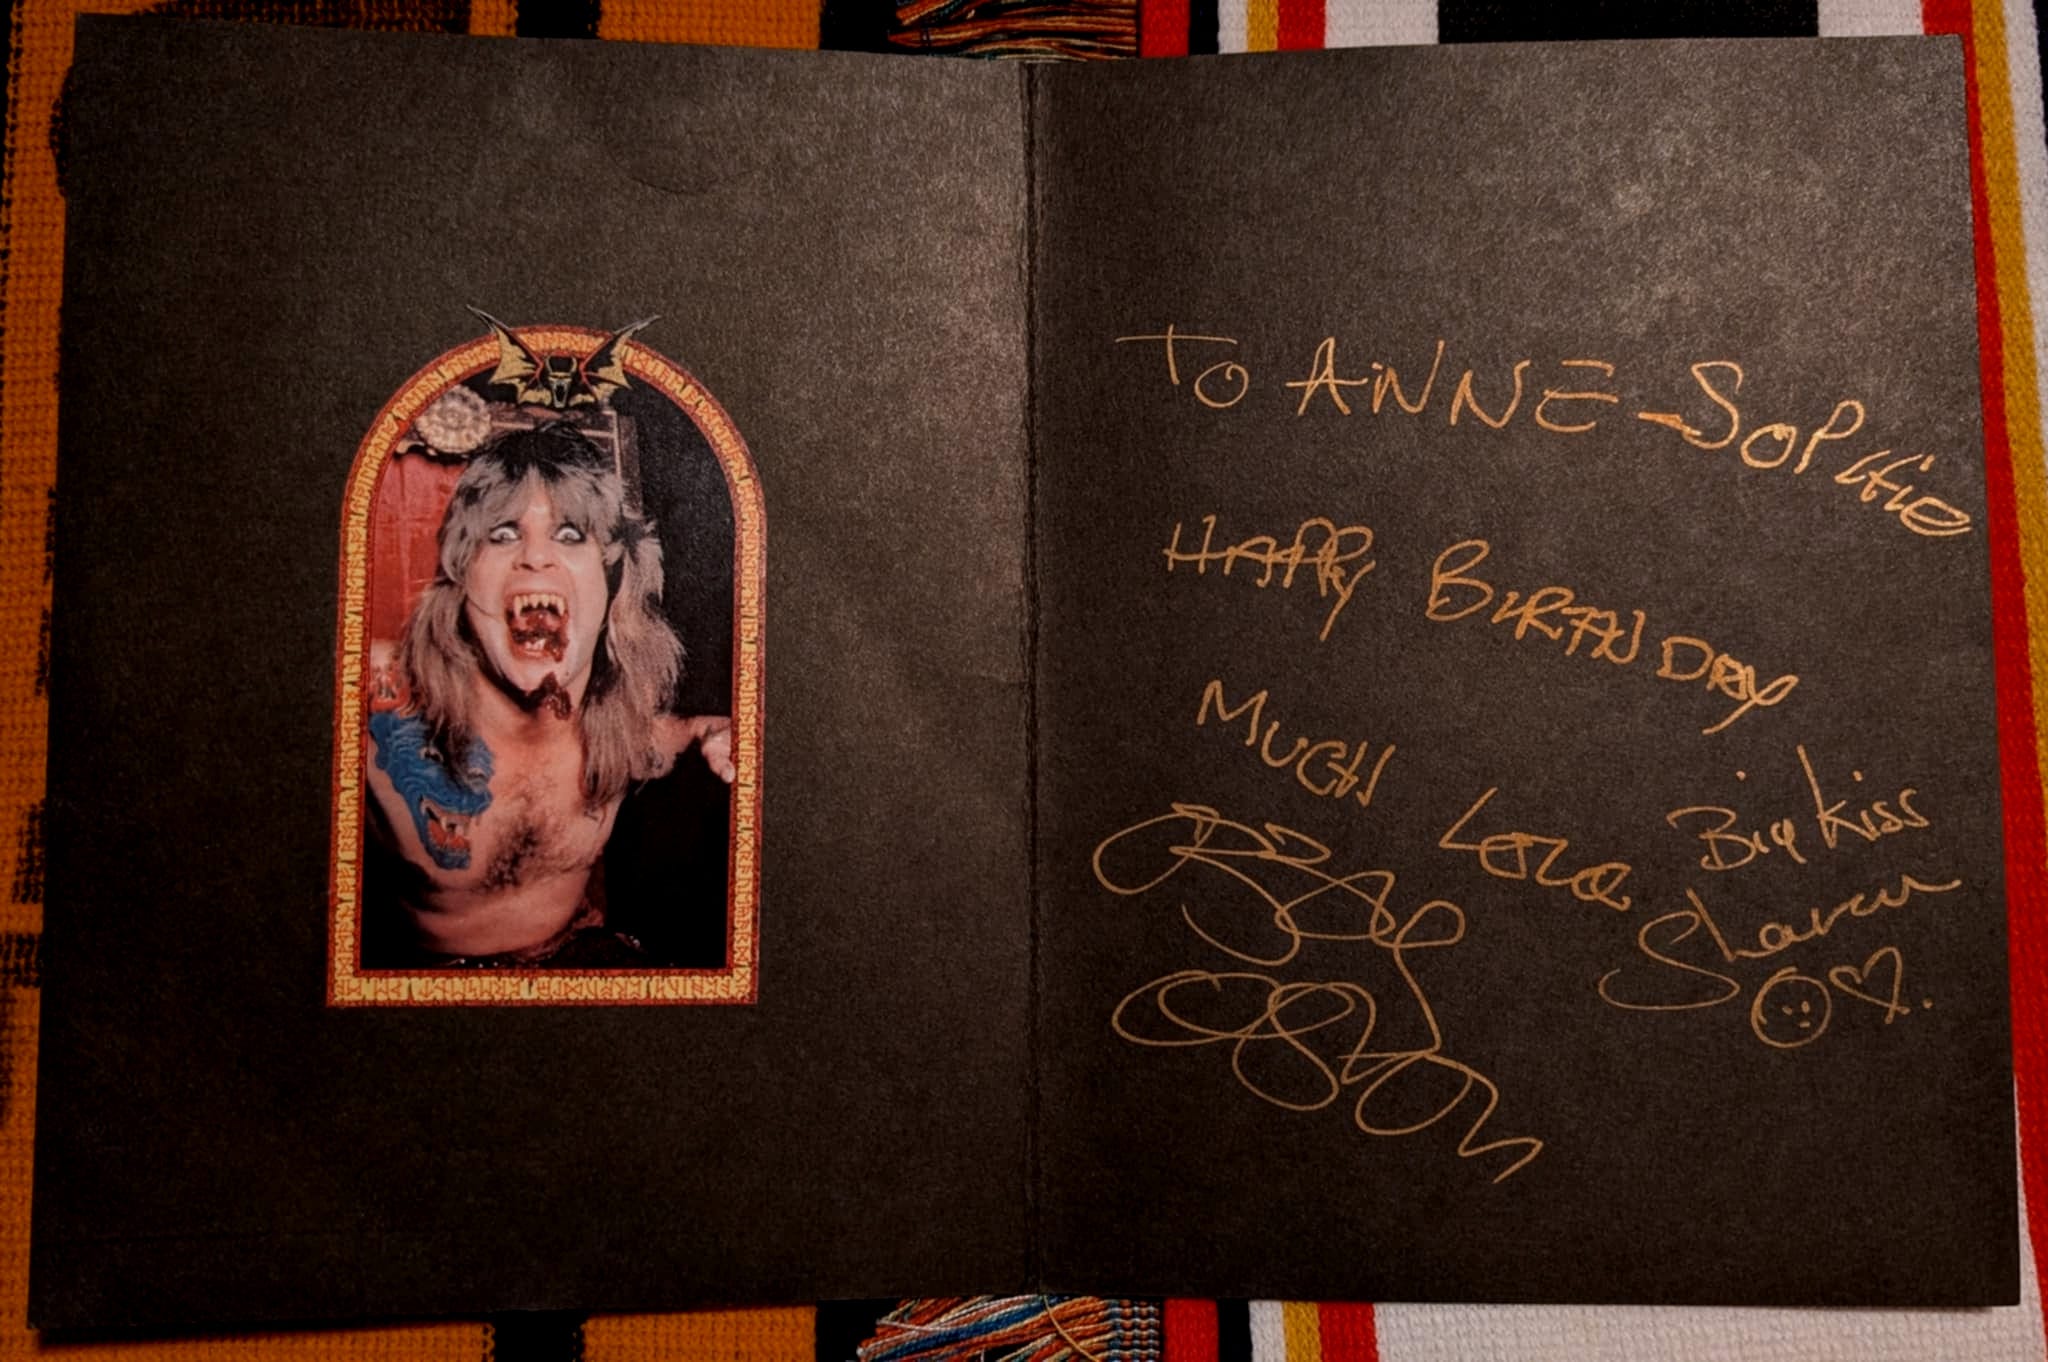 To ANNE-SOPHIE
HAPPY BIRTHDAY
MUCH LOVE
Big Kiss
Sharon